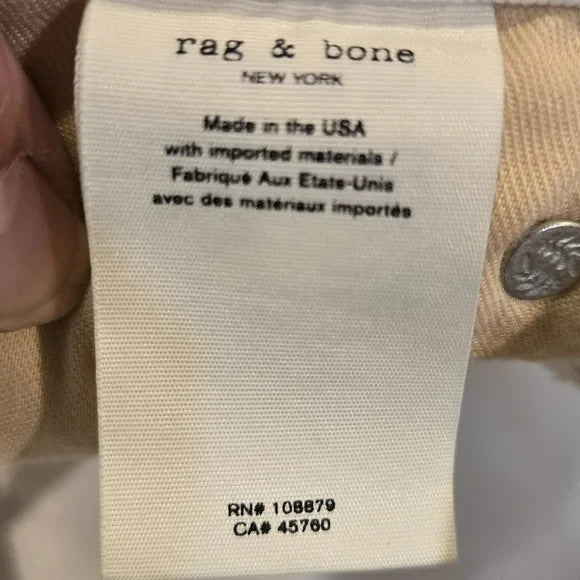 rag & bone
NEW YORK
Made in the USA
with imported materials /
Fabriqué Aux Etats-Unis
avec des matériaux importés
RN# 108879
CA# 45760